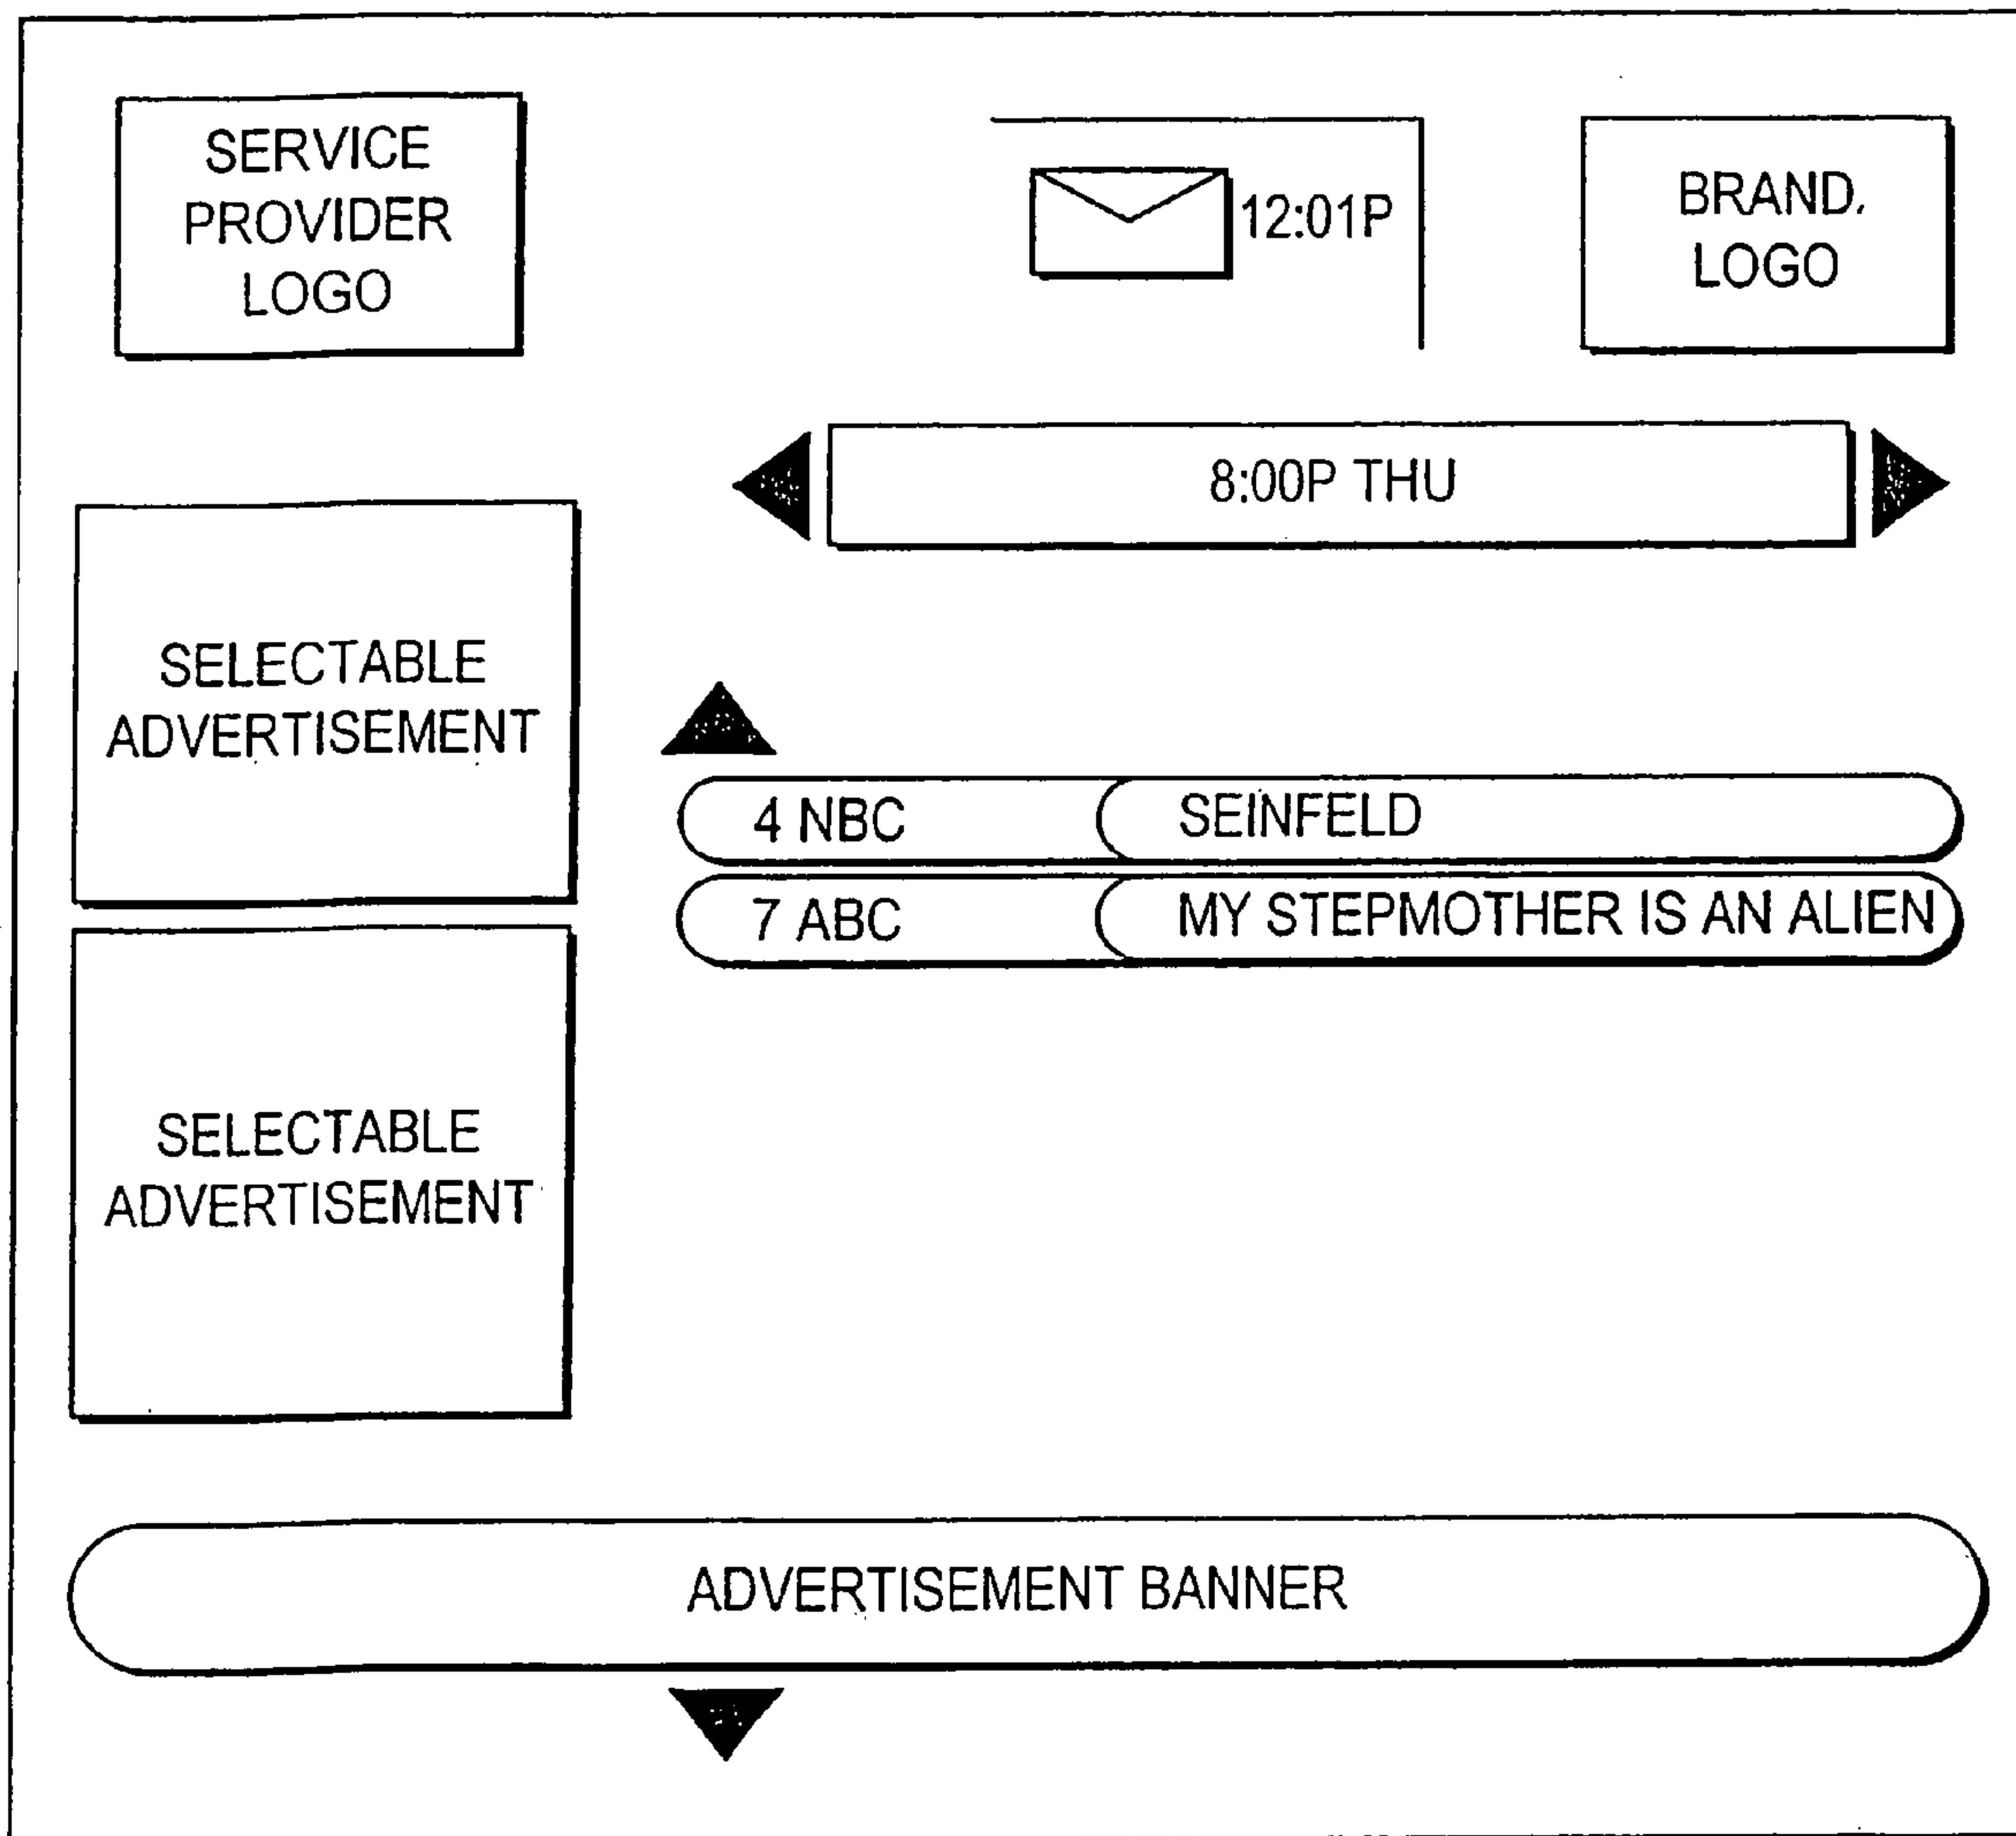 SERVICE
PROVIDER
LOGO
12:01P
BRAND.
LOGO
8:00P THU
SELECTABLE
ADVERTISEMENT
4 NBC SEINFELD
7 ABC MY STEPMOTHER IS AN ALIEN
SELECTABLE
ADVERTISEMENT
ADVERTISEMENT BANNER